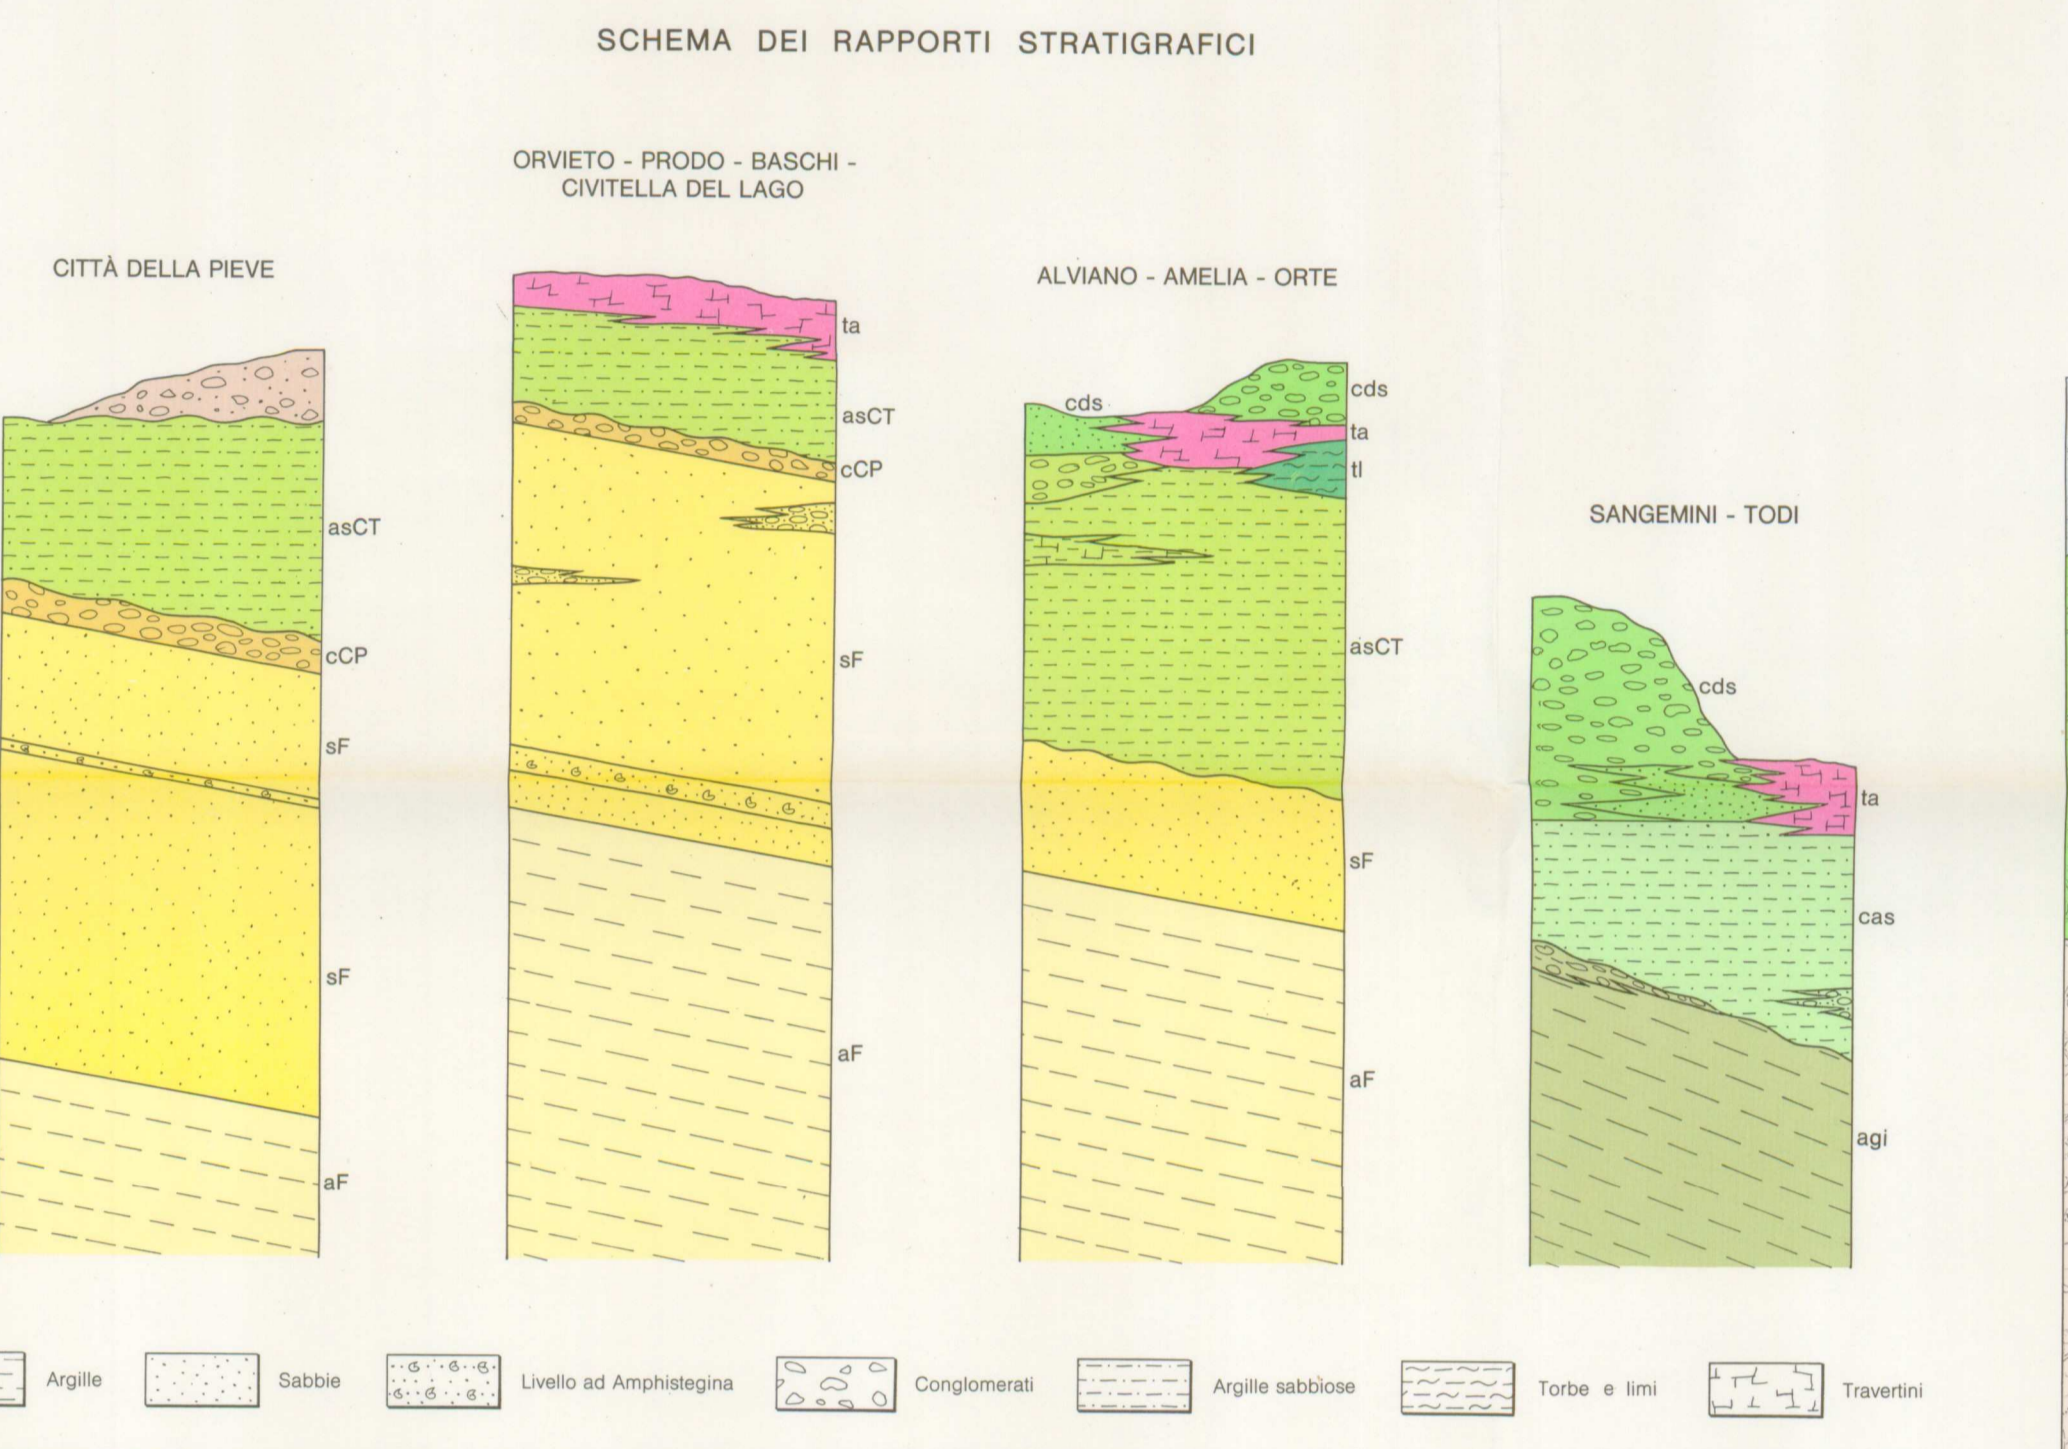 SCHEMA DEI RAPPORTI STRATIGRAFICI
CITTÀ DELLA PIEVE
asCT
cCP
sF
sF
aF
ORVIETO - PRODO - BASCHI -
CIVITELLA DEL LAGO
ta
asCT
cCP
sF
aF
ALVIANO - AMELIA - ORTE
cds
cds
ta
tl
asCT
sF
aF
SANGEMINI - TODI
cds
ta
cas
agi
Argille
Sabbie
Livello ad Amphistegina
Conglomerati
Argille sabbiose
Torbe e limi
Travertini